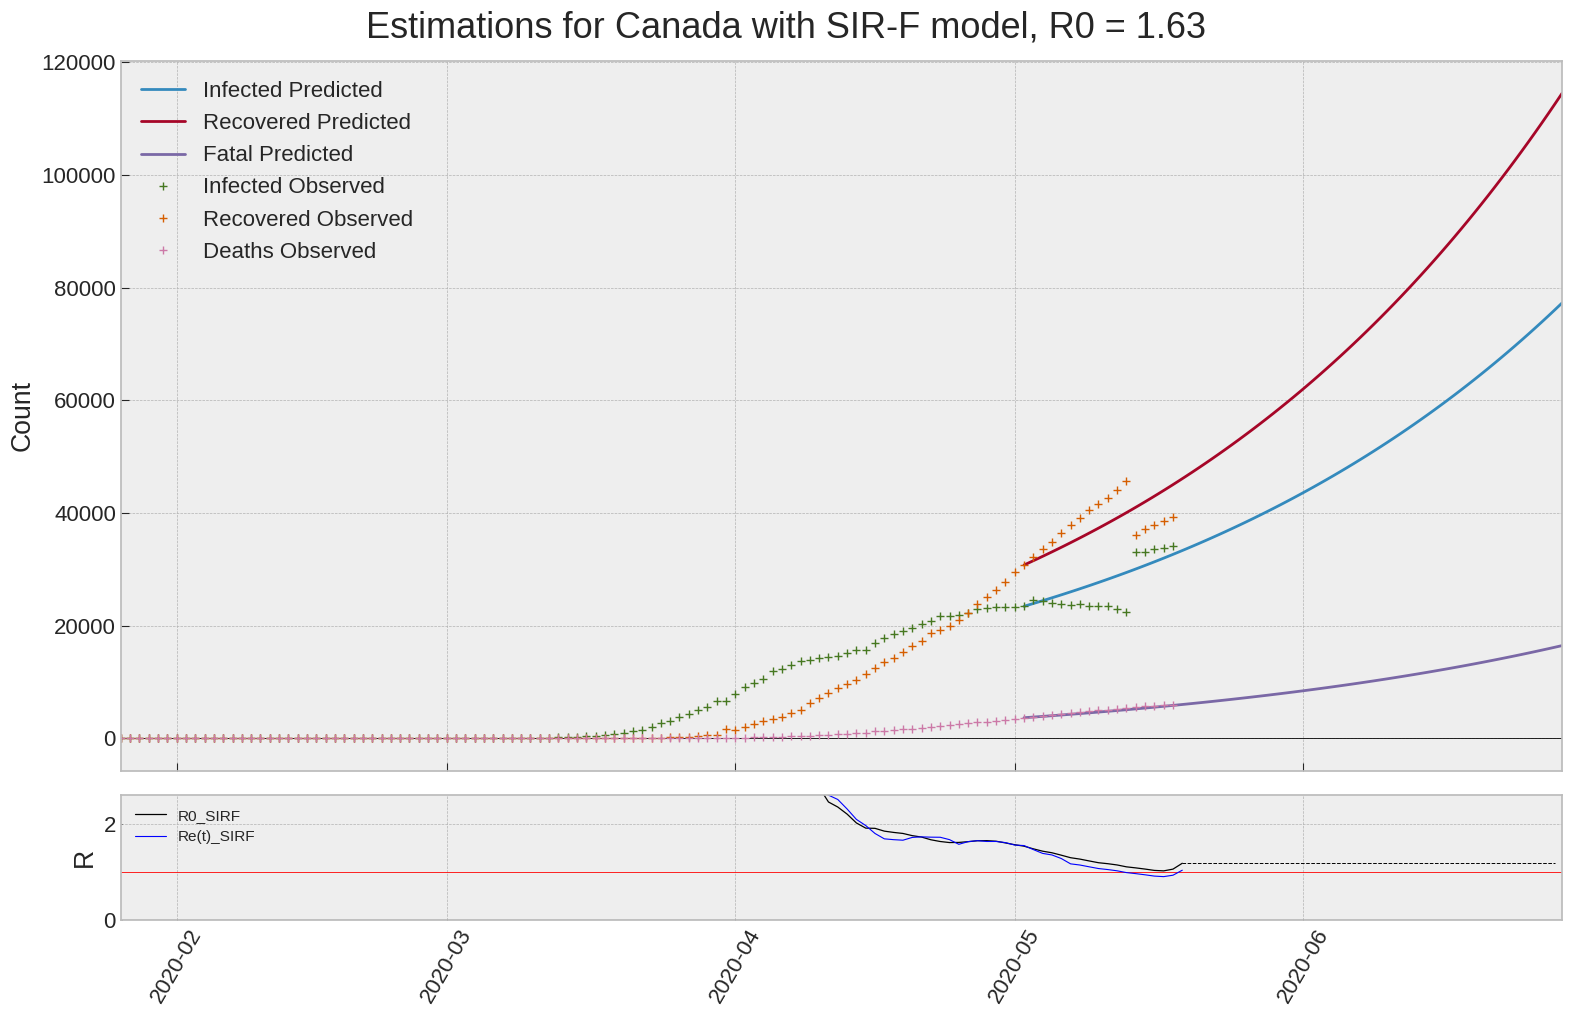 Estimations for Canada with SIR-F model, R0 = 1.63
120000
100000
80000
60000
40000
20000
0
Count
Infected Predicted
Recovered Predicted
Fatal Predicted
Infected Observed
Recovered Observed
Deaths Observed
2
0
R
R0_SIRF
Re(t)_SIRF
2020-02
2020-03
2020-04
2020-05
2020-06